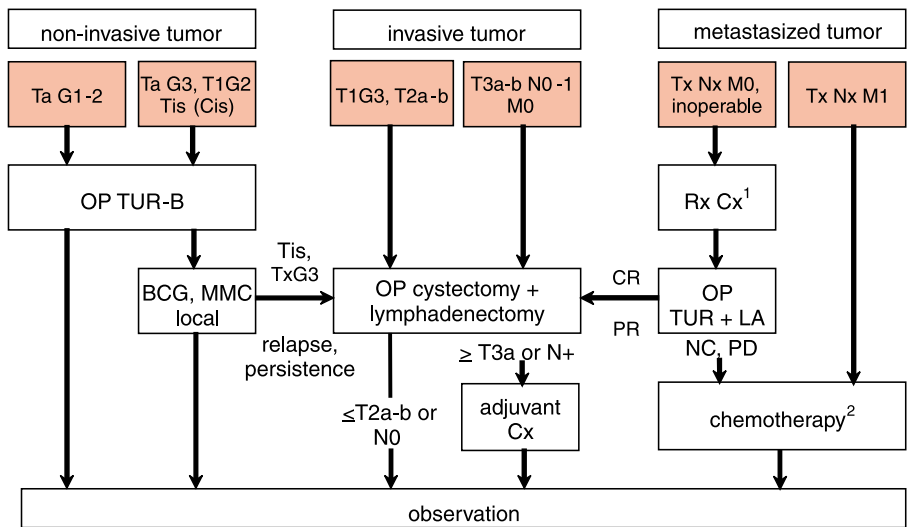 non-invasive tumor
invasive tumor
metastasized tumor
Ta G1-2
Ta G3, T1G2
Tis (Cis)
T1G3, T2a-b
T3a-b N0-1
M0
Tx Nx M0,
inoperable
Tx Nx M1
OP TUR-B
Rx Cx¹
BCG, MMC
local
Tis,
TxG3
relapse,
persistence
OP cystectomy +
lymphadenectomy
CR
PR
OP
TUR + LA
≤T2a-b or
N0
≥ T3a or N+
NC, PD
adjuvant
Cx
chemotherapy²
observation